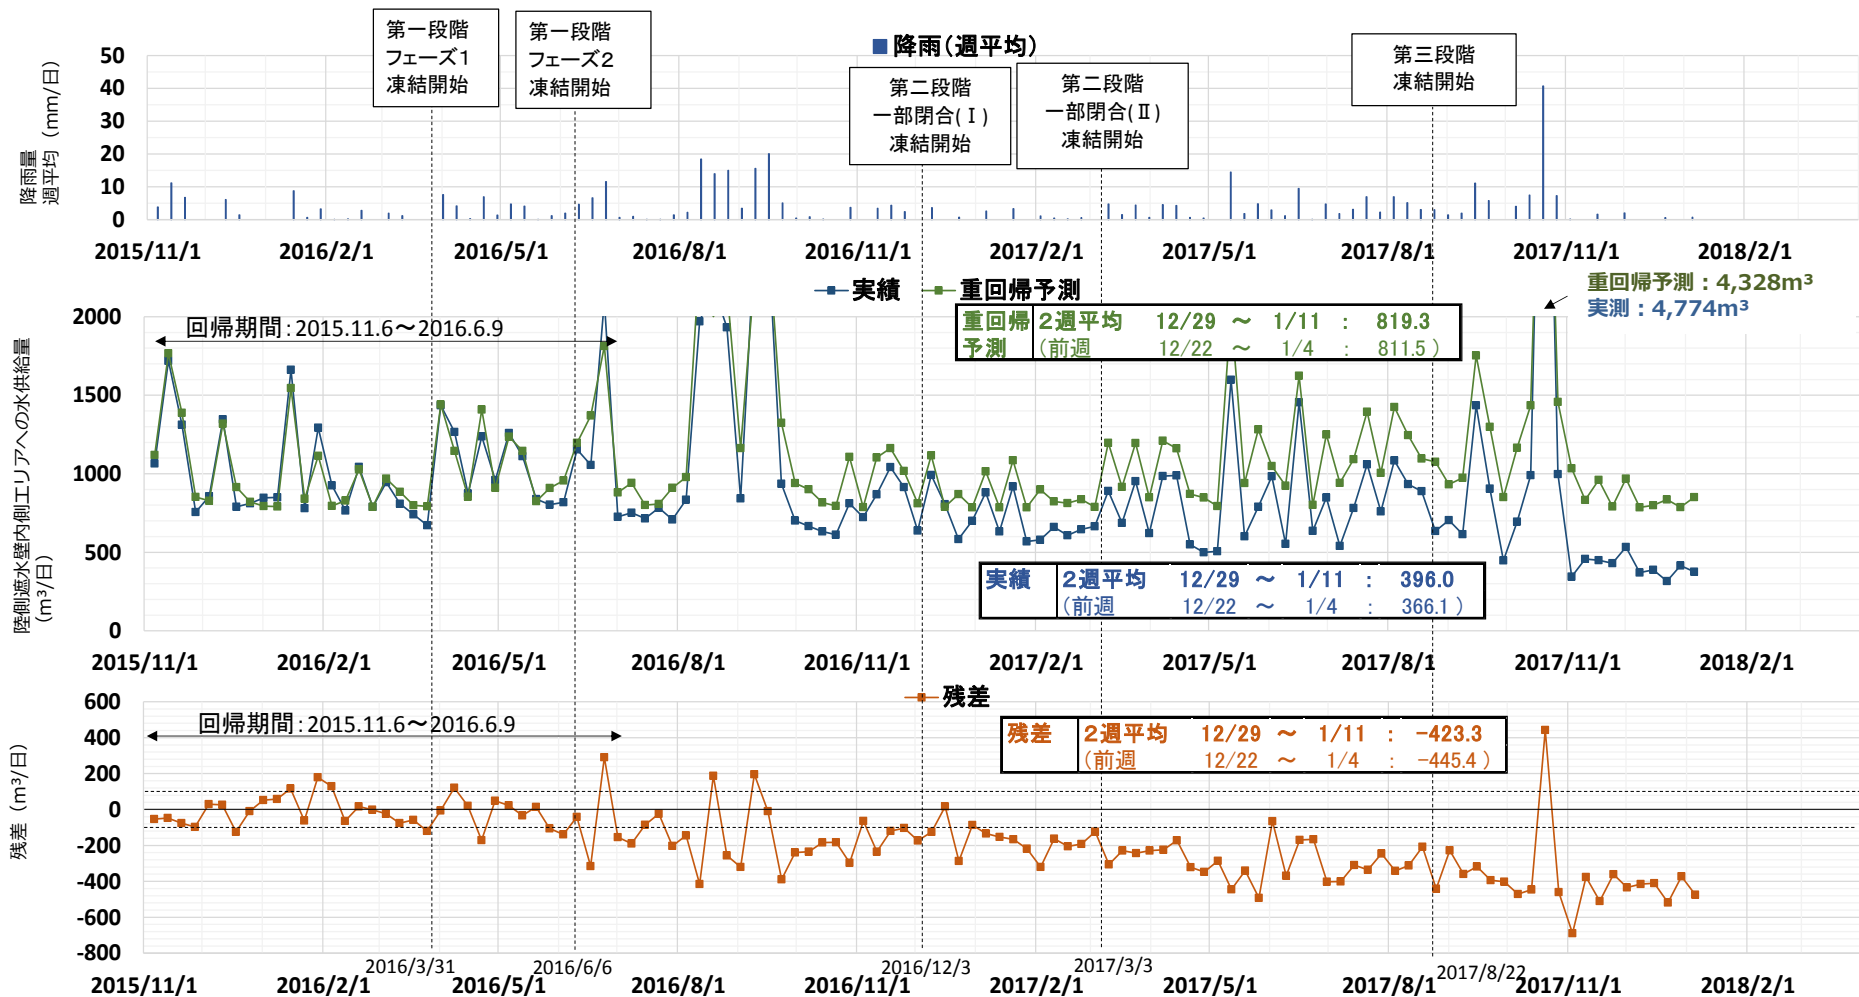 第一段階
フェーズ1
凍結開始
第一段階
フェーズ2
凍結開始
降雨(週平均)
第二段階
一部閉合(Ⅰ)
凍結開始
第二段階
一部閉合(Ⅱ)
凍結開始
第三段階
凍結開始
降雨量
週平均 (mm/日)
50
40
30
20
10
0
2015/11/1 2016/2/1 2016/5/1 2016/8/1 2016/11/1 2017/2/1 2017/5/1 2017/8/1 2017/11/1 2018/2/1
実績 重回帰予測
重回帰予測:4,328m³
実測:4,774m³
回帰期間:2015.11.6〜2016.6.9
重回帰 2週平均 12/29 〜 1/11 : 819.3
予測 (前週 12/22 〜 1/4 : 811.5 )
陸側遮水壁内側エリアへの水供給量
(m³/日)
2000
1500
1000
500
0
実績 2週平均 12/29 〜 1/11 : 396.0
(前週 12/22 〜 1/4 : 366.1 )
2015/11/1 2016/2/1 2016/5/1 2016/8/1 2016/11/1 2017/2/1 2017/5/1 2017/8/1 2017/11/1 2018/2/1
残差
回帰期間:2015.11.6〜2016.6.9
残差 2週平均 12/29 〜 1/11 : -423.3
(前週 12/22 〜 1/4 : -445.4 )
残差 (m³/日)
600
400
200
0
-200
-400
-600
-800
2016/3/31 2016/6/6 2016/12/3 2017/3/3 2017/8/22
2015/11/1 2016/2/1 2016/5/1 2016/8/1 2016/11/1 2017/2/1 2017/5/1 2017/8/1 2017/11/1 2018/2/1